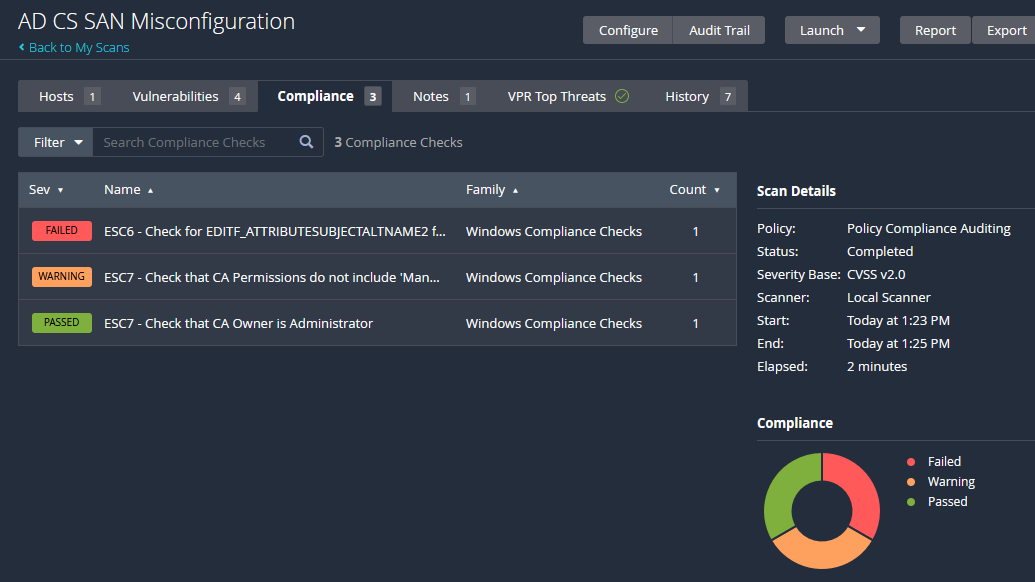 AD CS SAN Misconfiguration
Back to My Scans
Configure Audit Trail Launch Report Export
Hosts 1 Vulnerabilities 4 Compliance 3 Notes 1 VPR Top Threats History 7
Filter Search Compliance Checks 3 Compliance Checks
Sev Name Family Count
FAILED ESC6 - Check for EDITF_ATTRIBUTESUBJECTALTNAME2 f... Windows Compliance Checks 1
WARNING ESC7 - Check that CA Permissions do not include 'Man... Windows Compliance Checks 1
PASSED ESC7 - Check that CA Owner is Administrator Windows Compliance Checks 1
Scan Details
Policy: Policy Compliance Auditing
Status: Completed
Severity Base: CVSS v2.0
Scanner: Local Scanner
Start: Today at 1:23 PM
End: Today at 1:25 PM
Elapsed: 2 minutes
Compliance
Failed
Warning
Passed